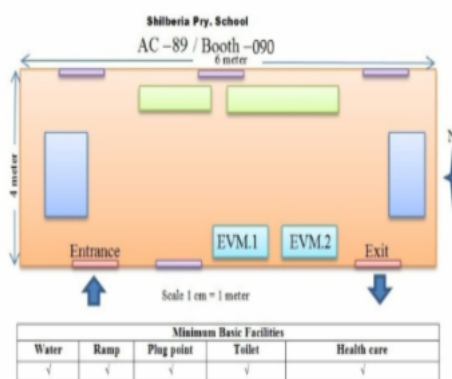 Shilberia Pry. School
AC –89 / Booth –090
6 meter
4 meter
N
EVM.1 EVM.2
Entrance Exit
Scale 1 cm = 1 meter
Minimum Basic Facilities
Water Ramp Plug point Toilet Health care
√ √ √ √ √